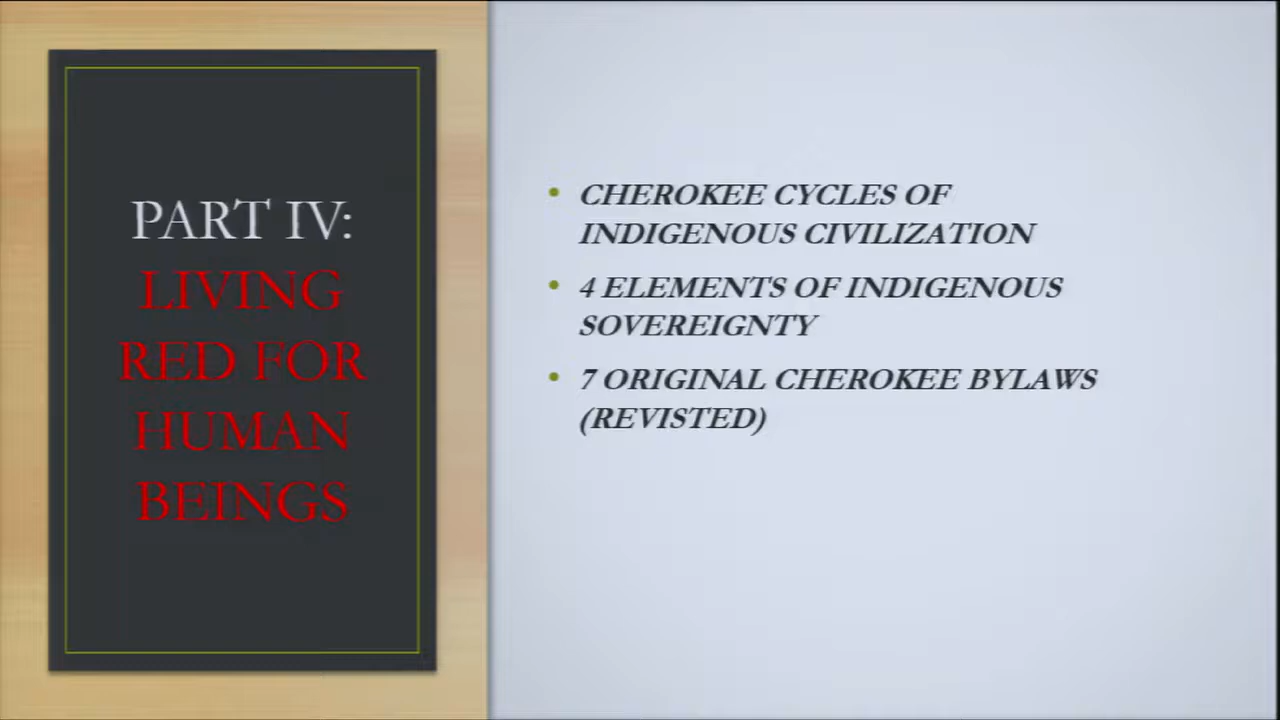 PART IV:
LIVING
RED FOR
HUMAN
BEINGS
• CHEROKEE CYCLES OF
INDIGENOUS CIVILIZATION
• 4 ELEMENTS OF INDIGENOUS
SOVEREIGNTY
• 7 ORIGINAL CHEROKEE BYLAWS
(REVISTED)